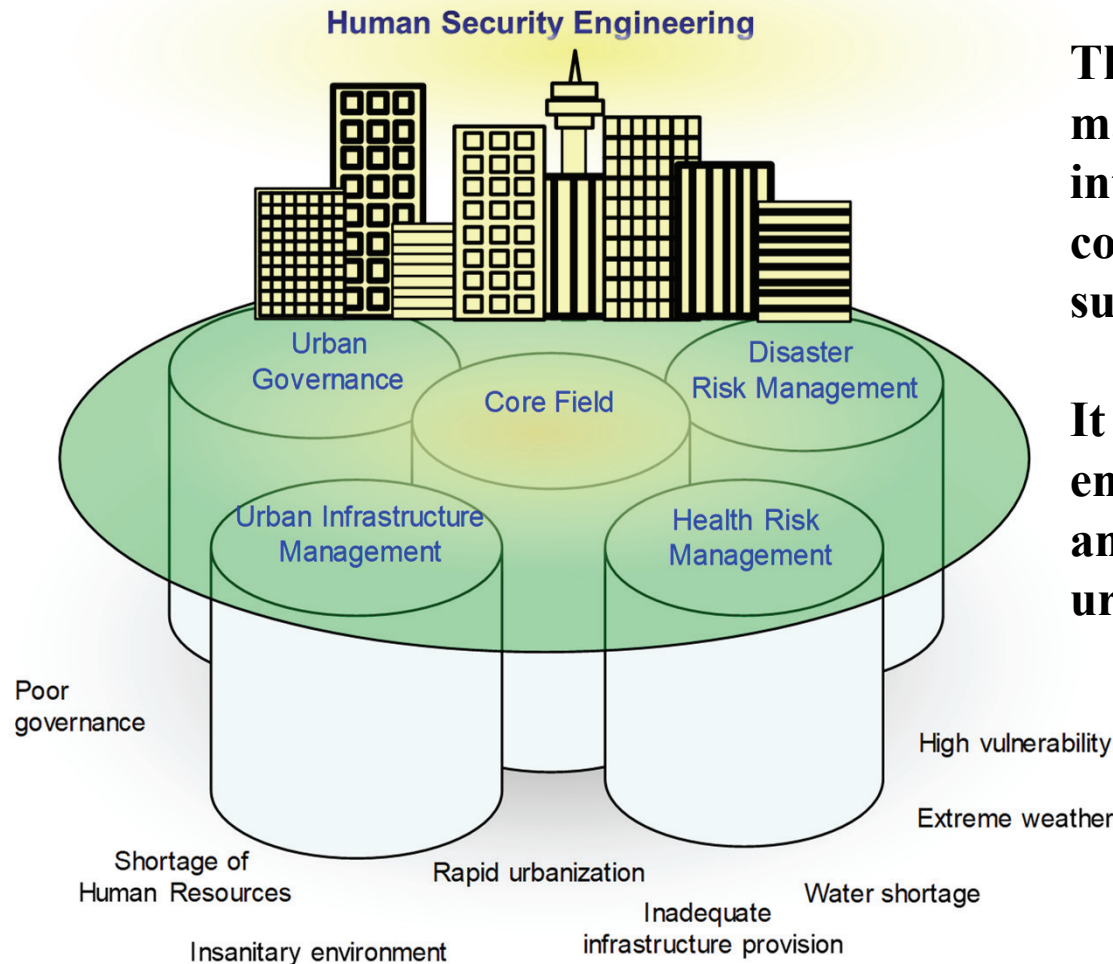 Human Security Engineering
Urban
Governance
Disaster
Risk Management
Core Field
Urban Infrastructure
Management
Health Risk
Management
Poor
governance
High vulnerability
Extreme weather
Shortage of
Human Resources
Rapid urbanization
Water shortage
Inadequate
infrastructure provision
Insanitary environment
It